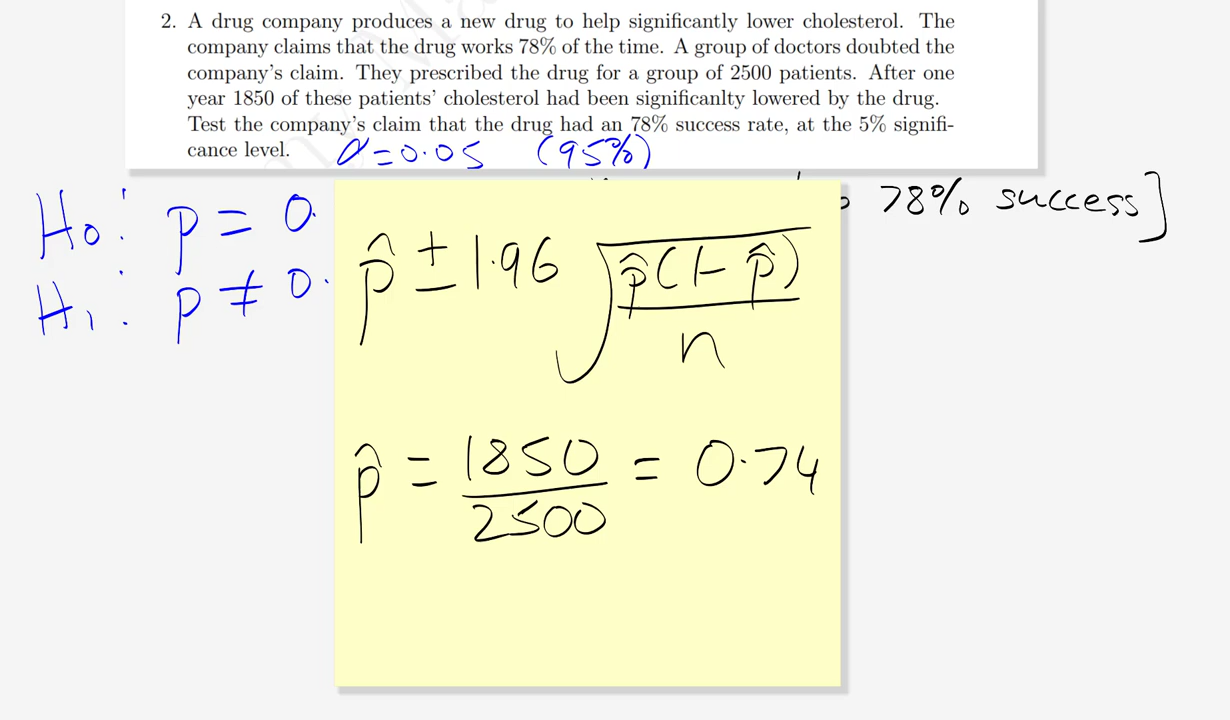 2. A drug company produces a new drug to help significantly lower cholesterol. The
company claims that the drug works 78% of the time. A group of doctors doubted the
company's claim. They prescribed the drug for a group of 2500 patients. After one
year 1850 of these patients' cholesterol had been significanlty lowered by the drug.
Test the company's claim that the drug had an 78% success rate, at the 5% signifi-
cance level. α = 0.05 (95%)
78% success]
H₀: p = 0.
H₁: p ≠ 0.
p̂ ± 1.96 √(p̂(1-p̂)/n)
p̂ = 1850/2500 = 0.74